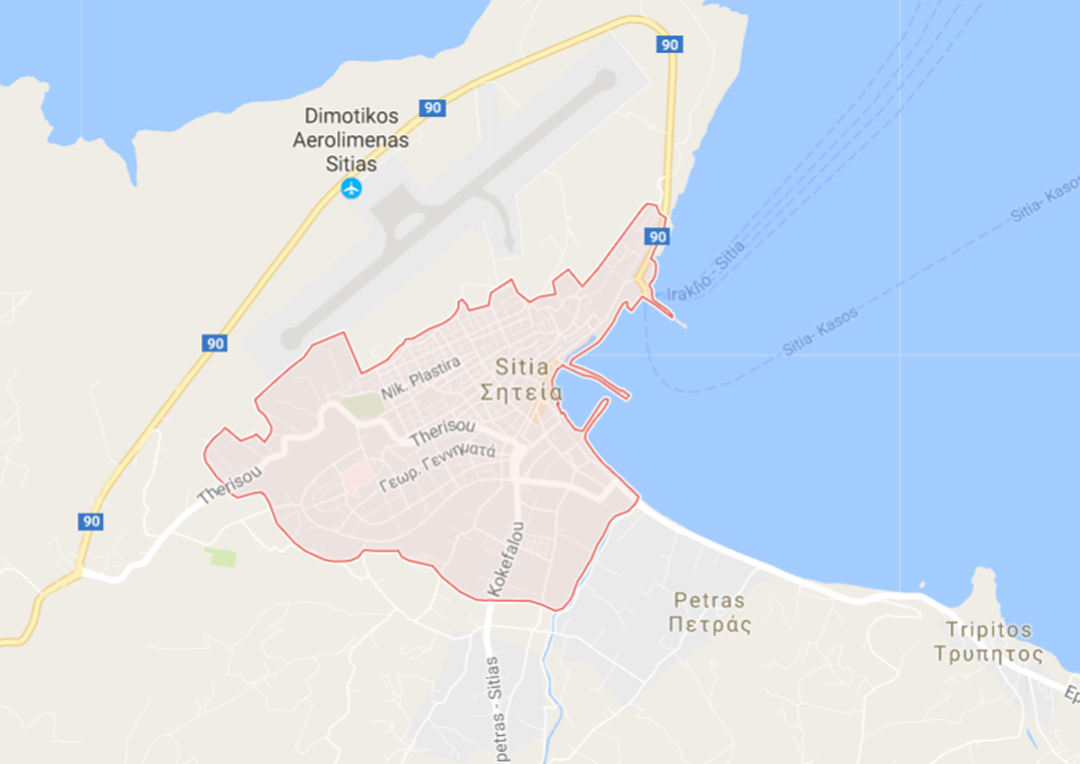 90
90
Dimotikos
Aerolimenas
Sitias
Sitia- Kasos
90
Iraklio - Sitia
Sitia- Kasos
90
Nik. Plastira
Sitia
Σητεία
Therisou
Γεωρ. Γεννηματά
Therisou
90
Kokefalou
Petras
Πετράς
Tripitos
Τρυπητος
petras - Sitias
Ep